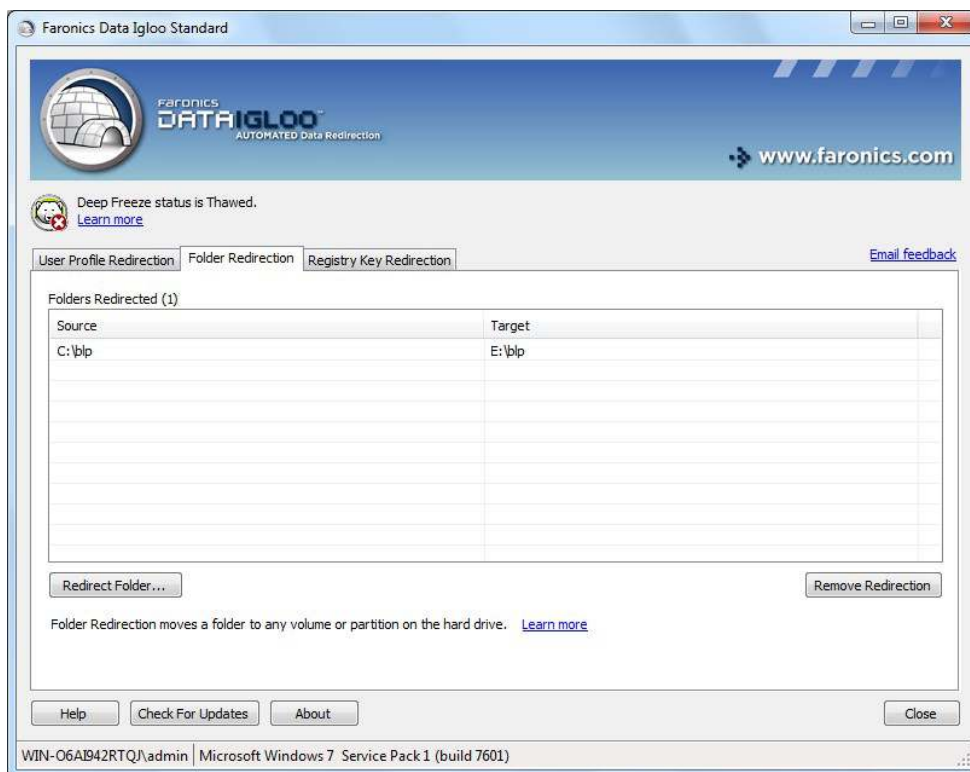 Faronics Data Igloo Standard
FARONICS
DATAIGLOO™
AUTOMATED Data Redirection
www.faronics.com
Deep Freeze status is Thawed.
Learn more
User Profile Redirection Folder Redirection Registry Key Redirection Email feedback
Folders Redirected (1)
Source Target
C:\blp E:\blp
Redirect Folder... Remove Redirection
Folder Redirection moves a folder to any volume or partition on the hard drive. Learn more
Help Check For Updates About Close
WIN-O6AI942RTQJ\admin Microsoft Windows 7 Service Pack 1 (build 7601)